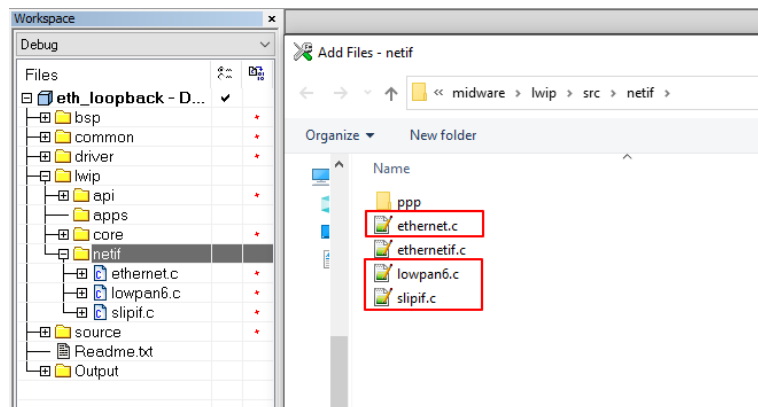 Workspace
×
Debug
Files
eth_loopback - D...
bsp
common
driver
lwip
api
apps
core
netif
ethernet.c
lowpan6.c
slipif.c
source
Readme.txt
Output
Add Files - netif
« midware > lwip > src > netif >
Organize
New folder
Name
ppp
ethernet.c
ethernetif.c
lowpan6.c
slipif.c